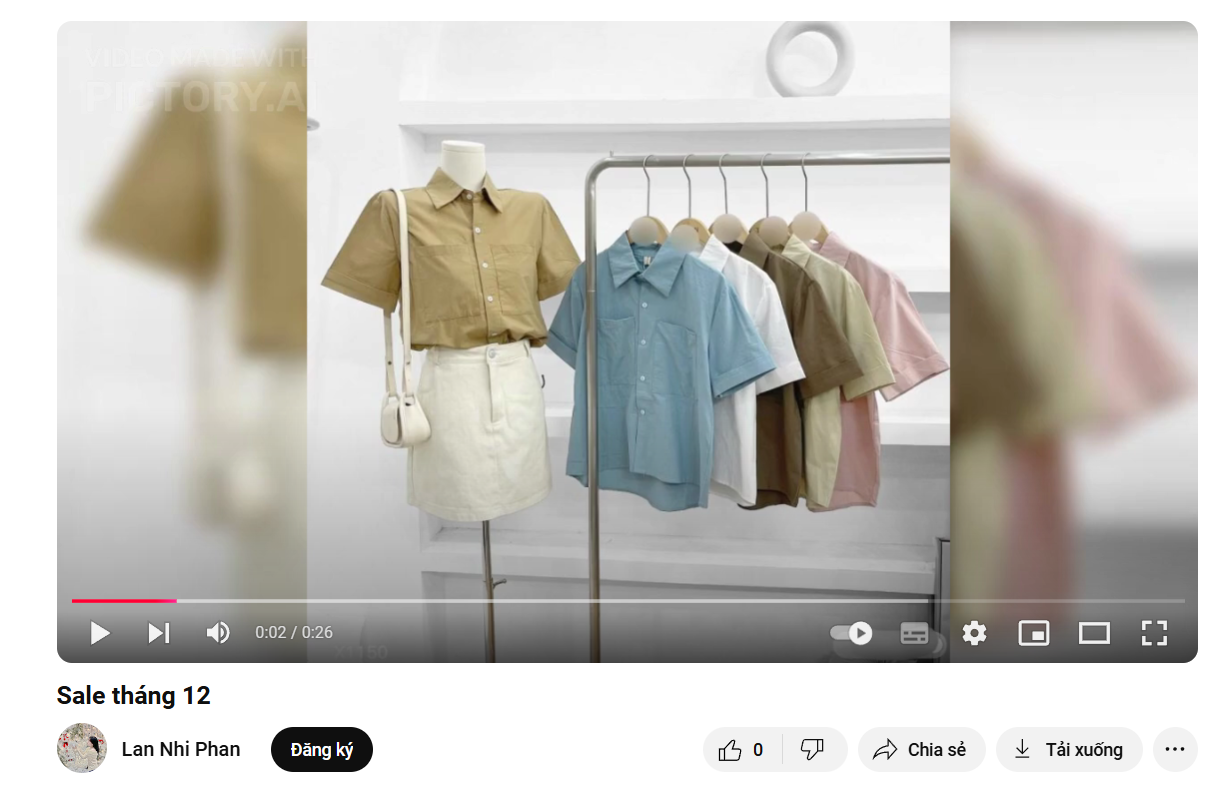 VIDEO MADE WITH
PICTORY.AI
0:02 / 0:26
Sale tháng 12
Lan Nhi Phan
Đăng ký
0
Chia sẻ
Tải xuống